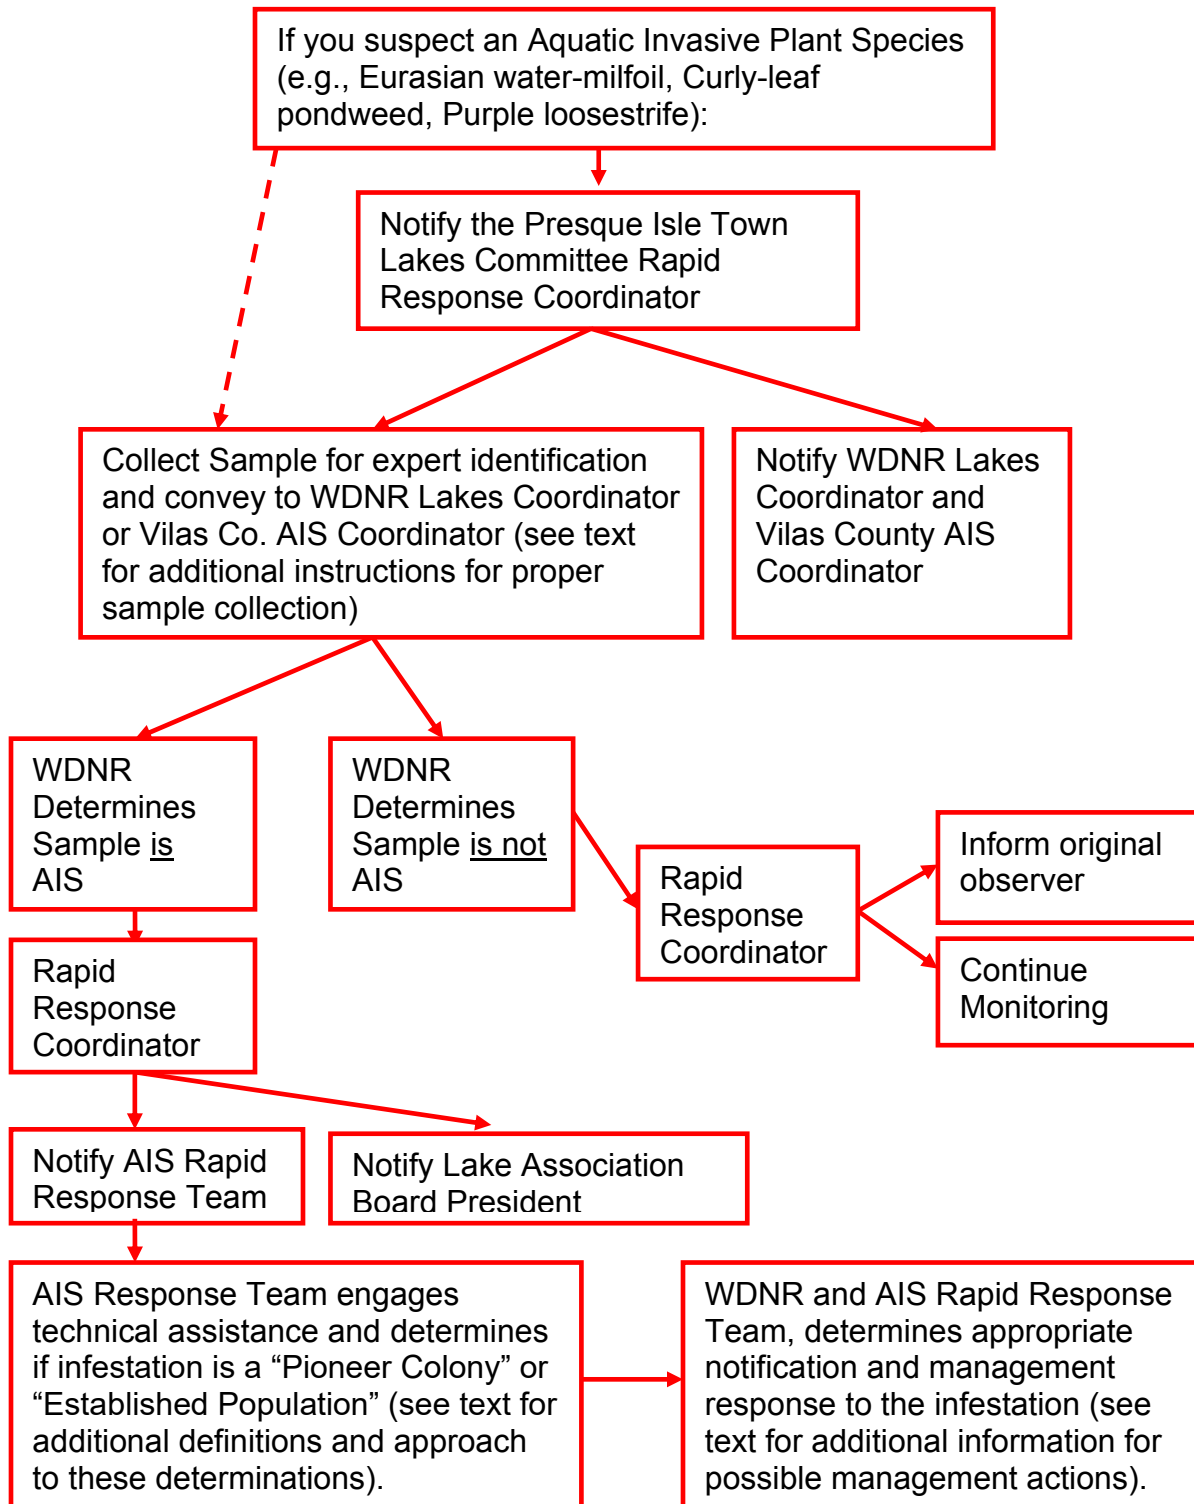 If you suspect an Aquatic Invasive Plant Species
(e.g., Eurasian water-milfoil, Curly-leaf
pondweed, Purple loosestrife):
Notify the Presque Isle Town
Lakes Committee Rapid
Response Coordinator
Collect Sample for expert identification
and convey to WDNR Lakes Coordinator
or Vilas Co. AIS Coordinator (see text
for additional instructions for proper
sample collection)
Notify WDNR Lakes
Coordinator and
Vilas County AIS
Coordinator
WDNR
Determines
Sample is
AIS
WDNR
Determines
Sample is not
AIS
Rapid
Response
Coordinator
Inform original
observer
Continue
Monitoring
Rapid
Response
Coordinator
Notify AIS Rapid
Response Team
Notify Lake Association
Board President
AIS Response Team engages
technical assistance and determines
if infestation is a “Pioneer Colony” or
“Established Population” (see text for
additional definitions and approach
to these determinations).
WDNR and AIS Rapid Response
Team, determines appropriate
notification and management
response to the infestation (see
text for additional information for
possible management actions).